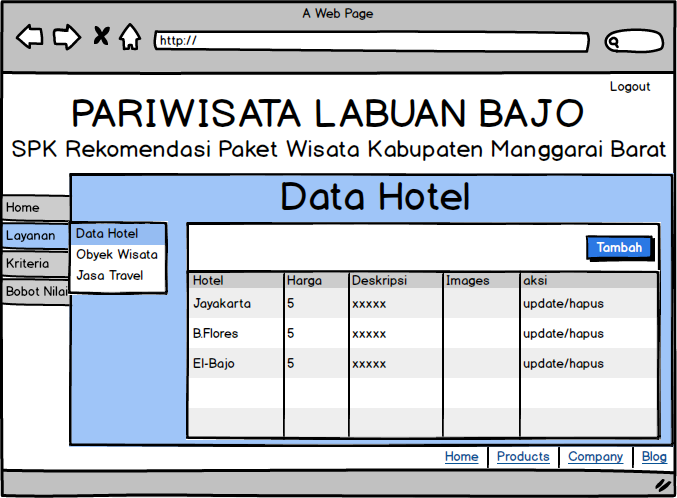 A Web Page
http://
Logout
PARIWISATA LABUAN BAJO
SPK Rekomendasi Paket Wisata Kabupaten Manggarai Barat
Data Hotel
Home
Layanan
Kriteria
Bobot Nilai
Data Hotel
Obyek Wisata
Jasa Travel
Tambah
Hotel Harga Deskripsi Images aksi
Jayakarta 5 xxxxx update/hapus
B.Flores 5 xxxxx update/hapus
El-Bajo 5 xxxxx update/hapus
Home Products Company Blog